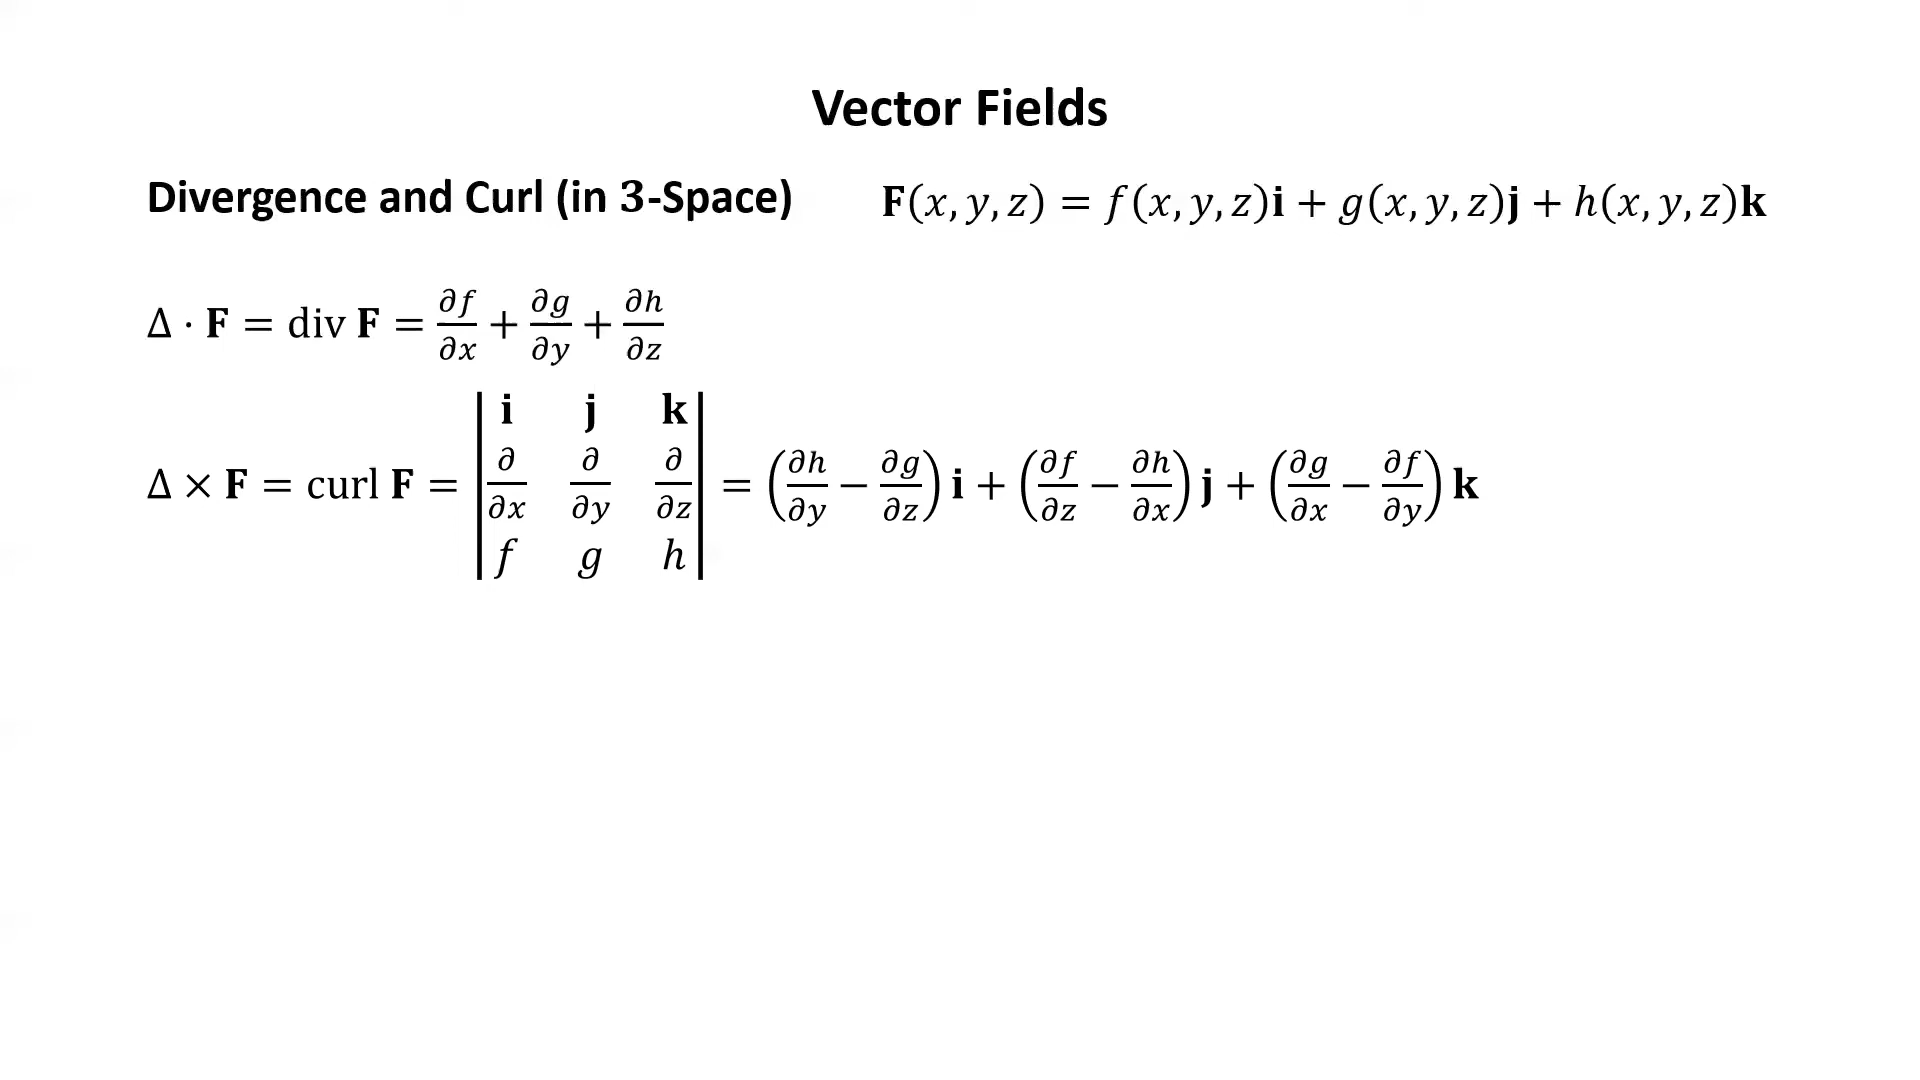 Vector Fields
Divergence and Curl (in 3-Space) 𝐅(𝑥, 𝑦, 𝑧) = 𝑓(𝑥, 𝑦, 𝑧)𝐢 + 𝑔(𝑥, 𝑦, 𝑧)𝐣 + ℎ(𝑥, 𝑦, 𝑧)𝐤
Δ ⋅ 𝐅 = div 𝐅 = ∂𝑓/∂𝑥 + ∂𝑔/∂𝑦 + ∂ℎ/∂𝑧
Δ × 𝐅 = curl 𝐅 = | 𝐢 𝐣 𝐤 ; ∂/∂𝑥 ∂/∂𝑦 ∂/∂𝑧 ; 𝑓 𝑔 ℎ | = (∂ℎ/∂𝑦 − ∂𝑔/∂𝑧) 𝐢 + (∂𝑓/∂𝑧 − ∂ℎ/∂𝑥) 𝐣 + (∂𝑔/∂𝑥 − ∂𝑓/∂𝑦) 𝐤